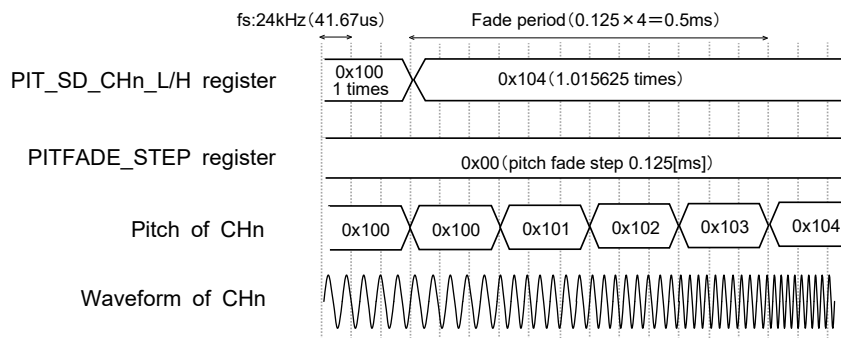 fs:24kHz(41.67us)
Fade period(0.125×4=0.5ms)
PIT_SD_CHn_L/H register
0x100
1 times
0x104(1.015625 times)
PITFADE_STEP register
0x00(pitch fade step 0.125[ms])
Pitch of CHn
0x100
0x100
0x101
0x102
0x103
0x104
Waveform of CHn